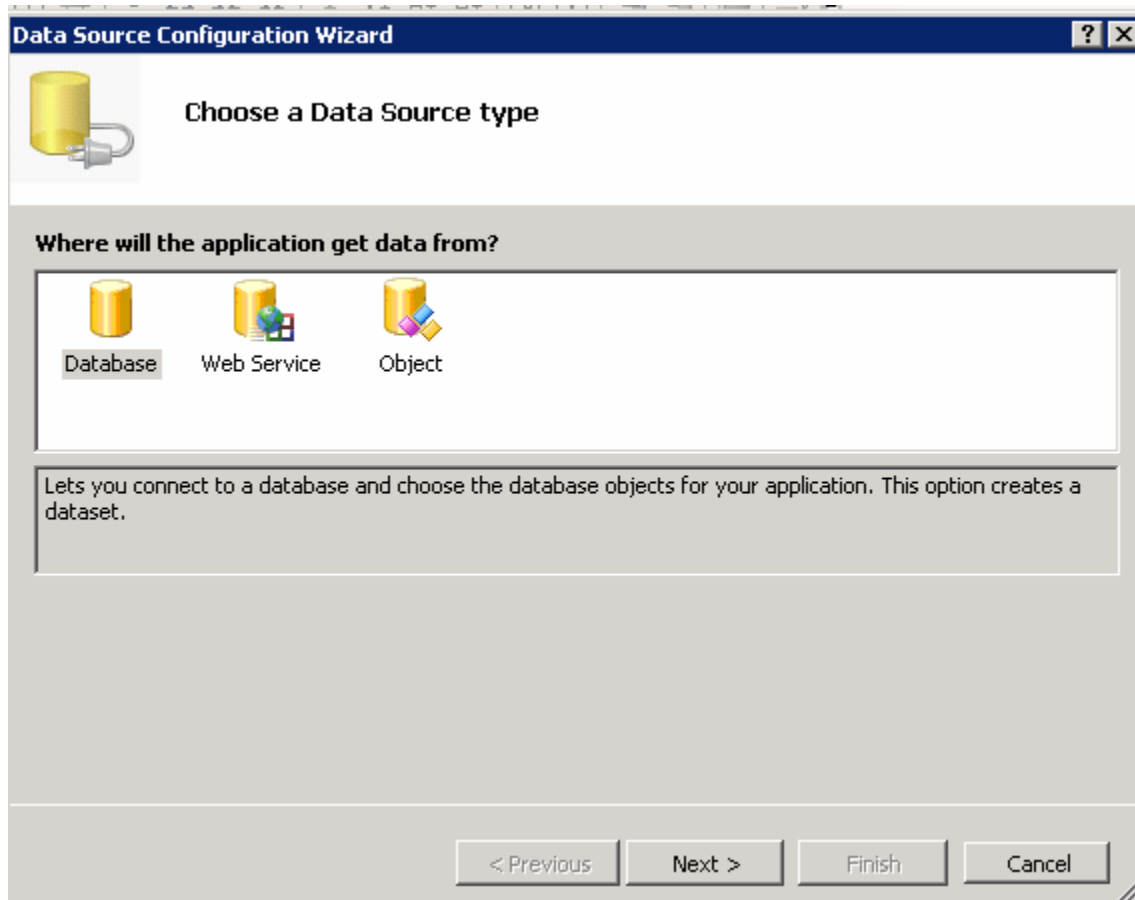 Data Source Configuration Wizard
Choose a Data Source type
Where will the application get data from?
Database
Web Service
Object
Lets you connect to a database and choose the database objects for your application. This option creates a
dataset.
< Previous
Next >
Finish
Cancel